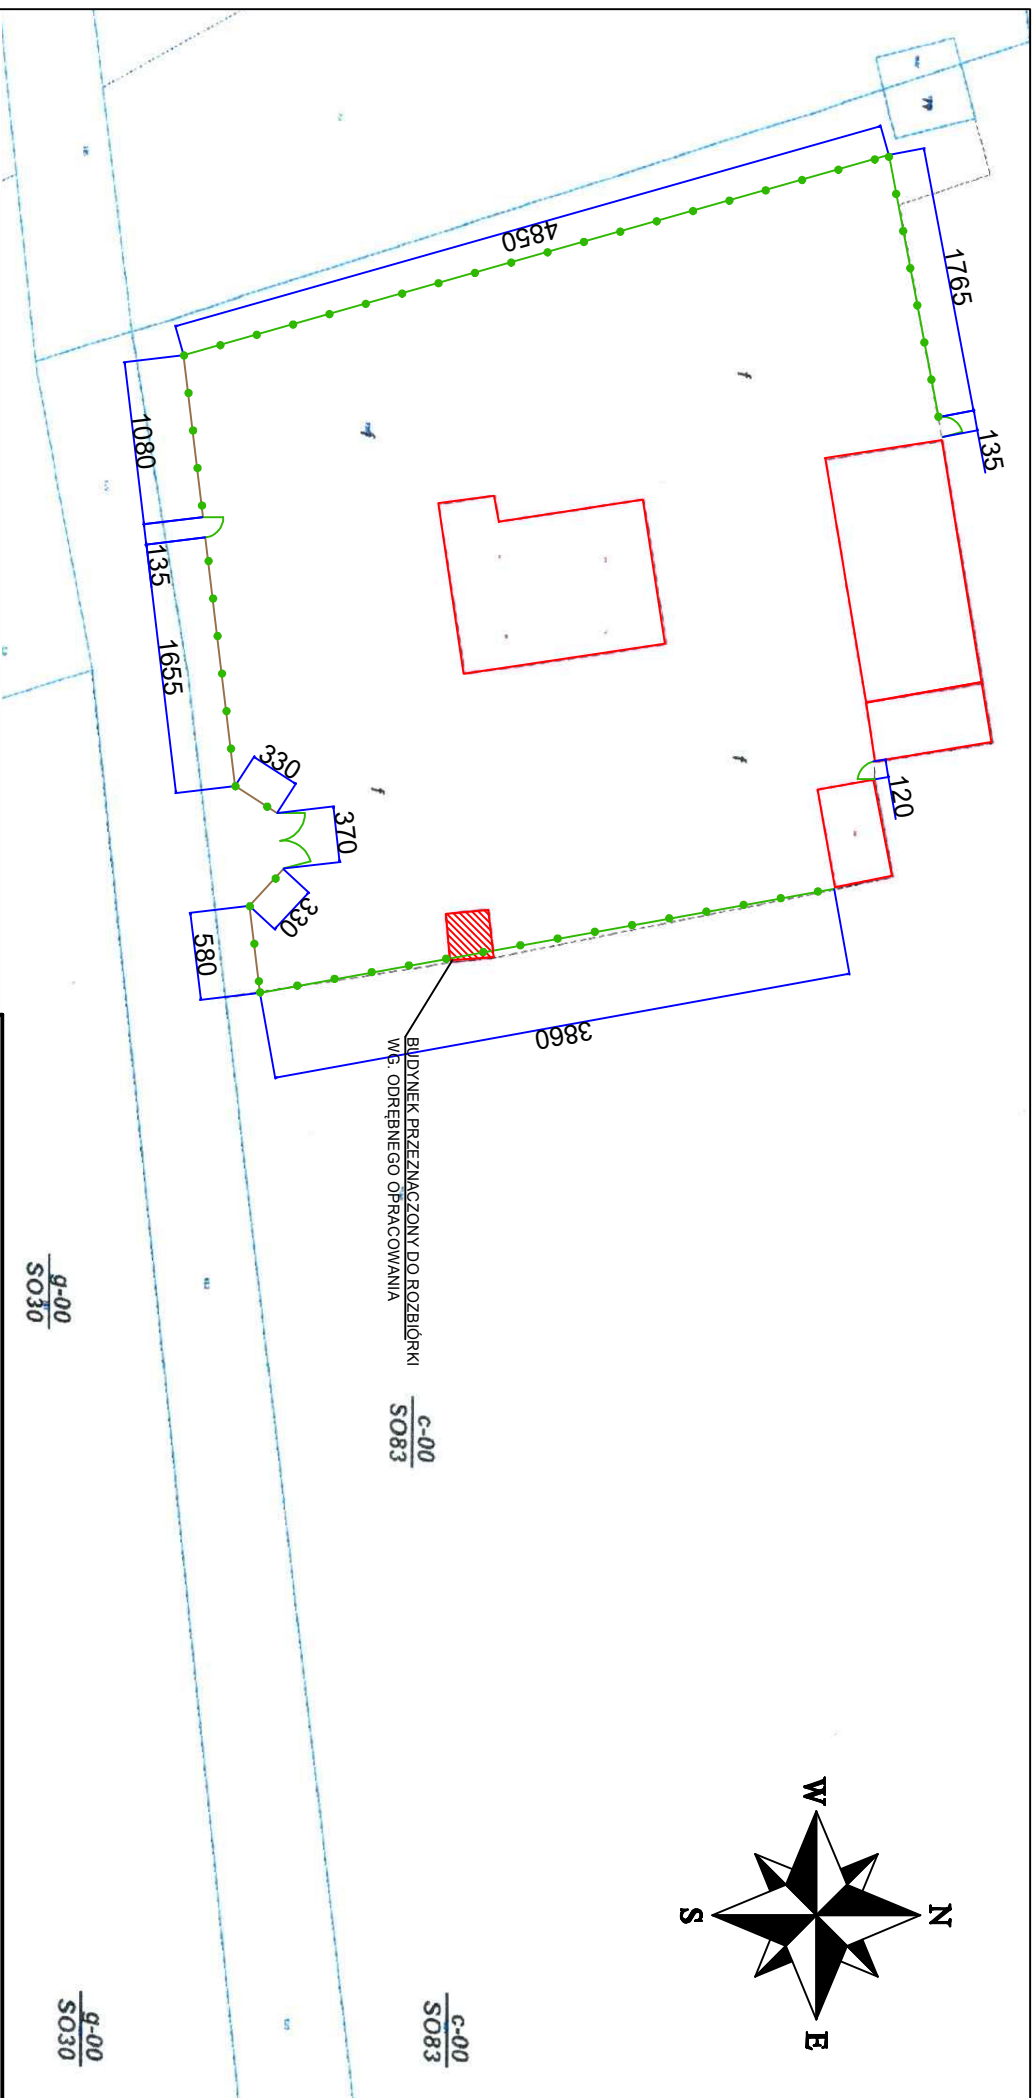 4850
1765
135
1080
135
1655
330
370
330
580
120
3860
BUDYNEK PRZEZNACZONY DO ROZBIÓRKI
WG. ODRĘBNEGO OPRACOWANIA
f
f
f
g-00
SO30
c-00
SO83
g-00
SO30
c-00
SO83
N
W
E
S